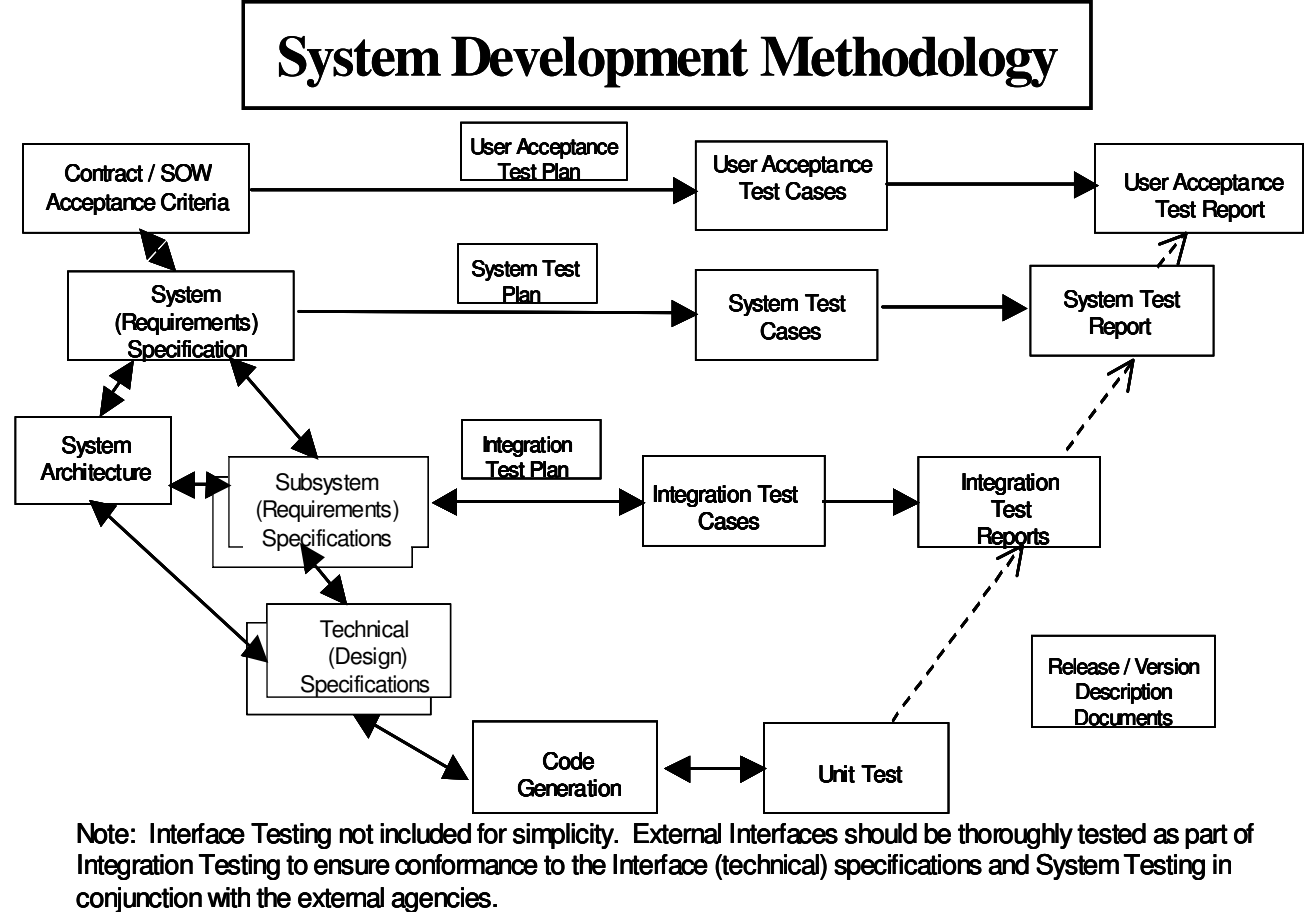 System Development Methodology
Contract / SOW
Acceptance Criteria
User Acceptance
Test Plan
User Acceptance
Test Cases
User Acceptance
Test Report
System
(Requirements)
Specification
System Test
Plan
System Test
Cases
System Test
Report
System
Architecture
Subsystem
(Requirements)
Specifications
Integration
Test Plan
Integration Test
Cases
Integration
Test
Reports
Technical
(Design)
Specifications
Release / Version
Description
Documents
Code
Generation
Unit Test
Note: Interface Testing not included for simplicity. External Interfaces should be thoroughly tested as part of
Integration Testing to ensure conformance to the Interface (technical) specifications and System Testing in
conjunction with the external agencies.